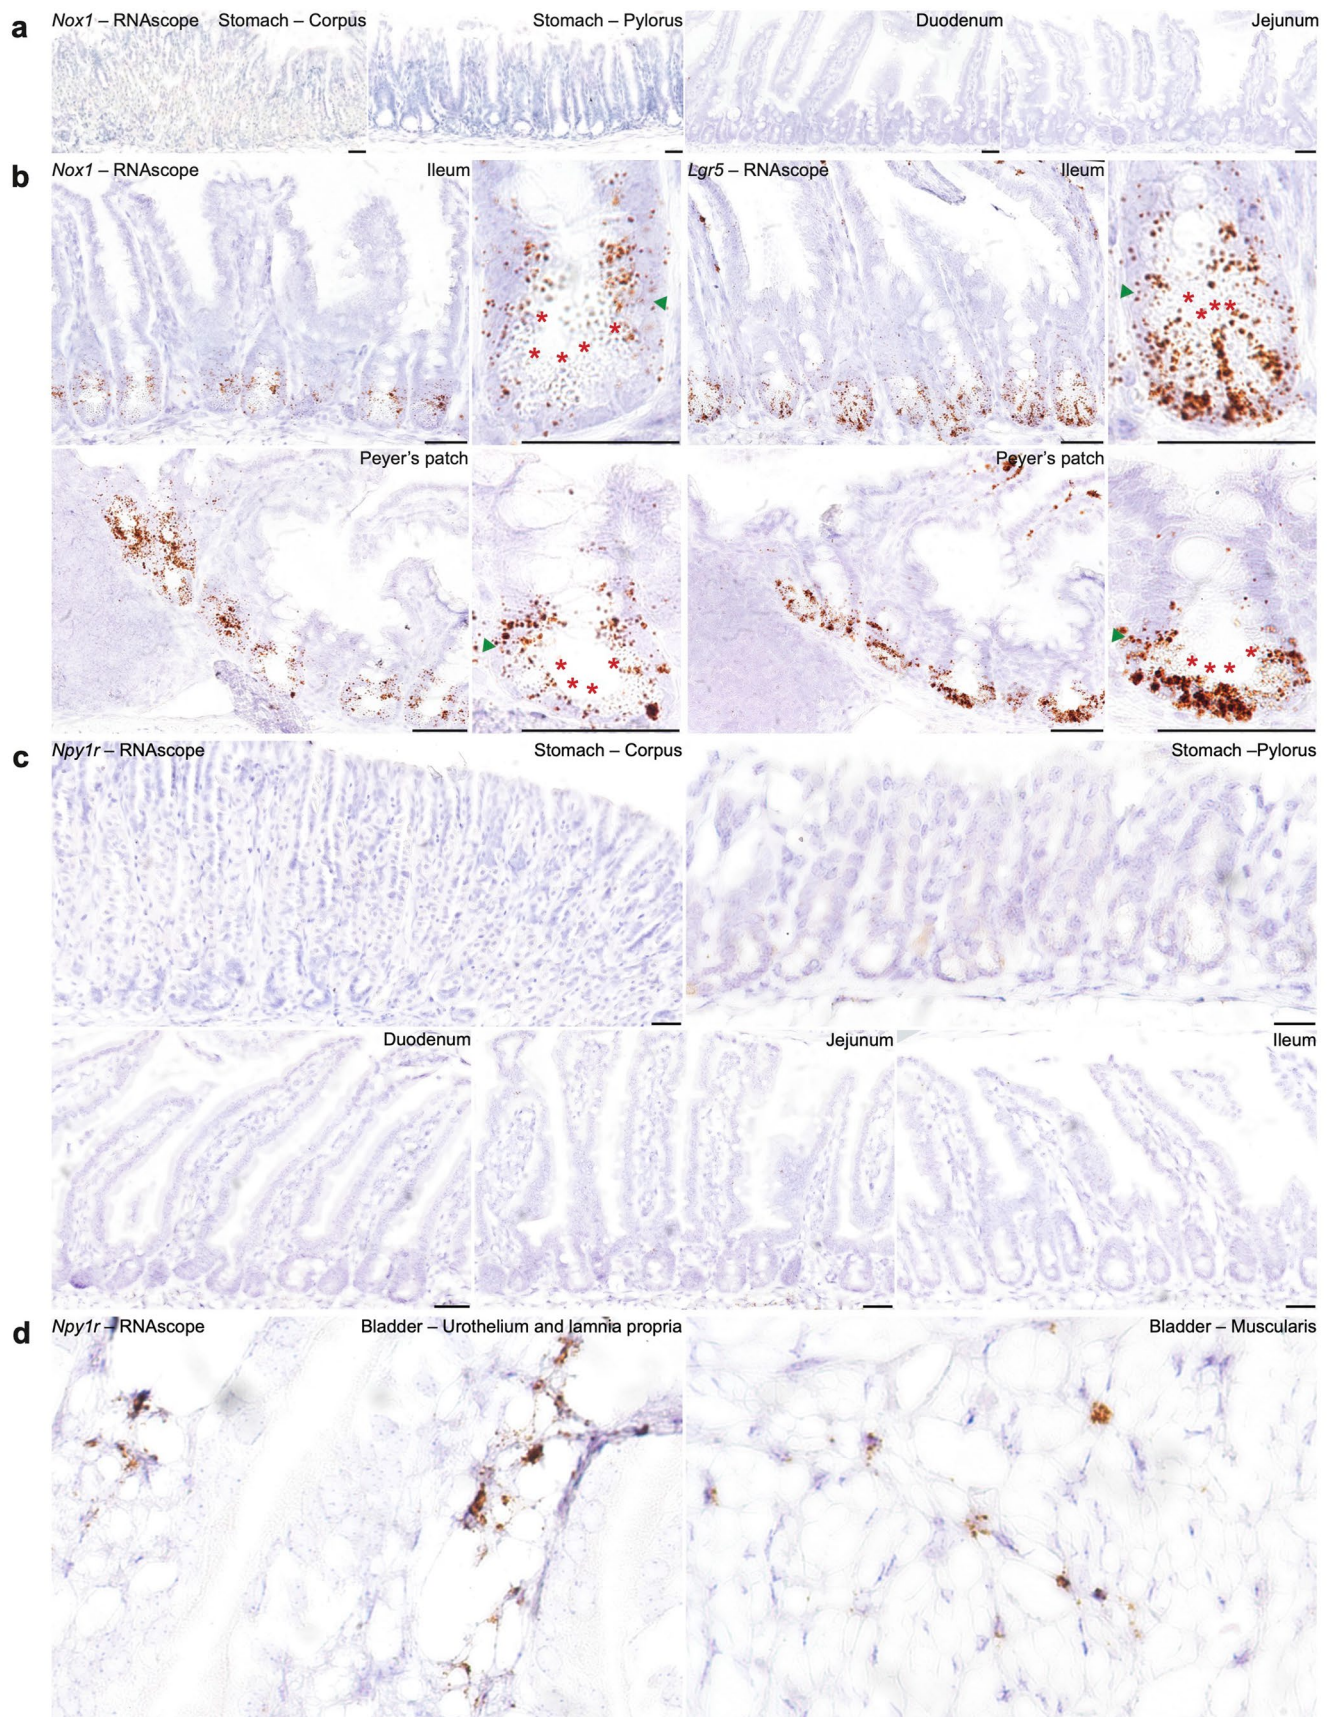 a
Nox1 – RNAscope Stomach – Corpus
Stomach – Pylorus
Duodenum
Jejunum
b
Nox1 – RNAscope
Ileum
Lgr5 – RNAscope
Ileum
* * * * *
* * * *
Peyer's patch
Peyer's patch
* * * *
* * * *
c
Npy1r – RNAscope
Stomach – Corpus
Stomach –Pylorus
Duodenum
Jejunum
Ileum
d
Npy1r – RNAscope
Bladder – Urothelium and lamnia propria
Bladder – Muscularis